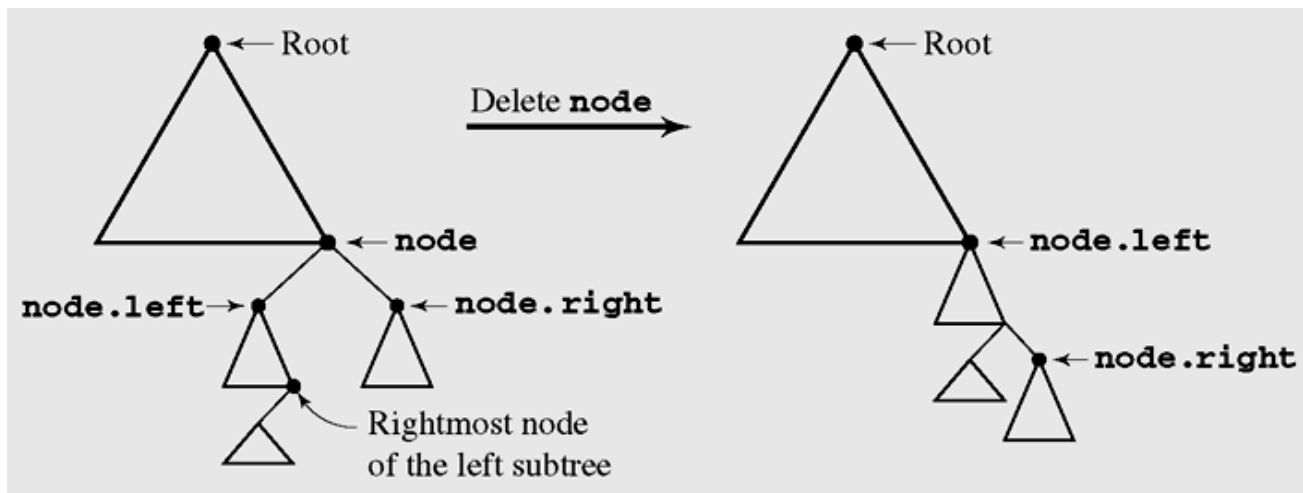 Root
Delete node
node
node.left
node.right
Rightmost node
of the left subtree
Root
node.left
node.right